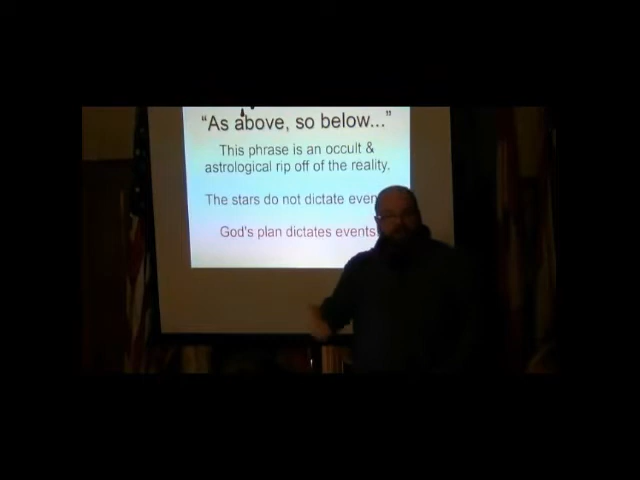 "As above, so below..."
This phrase is an occult &
astrological rip off of the reality.
The stars do not dictate
God's plan dictates events